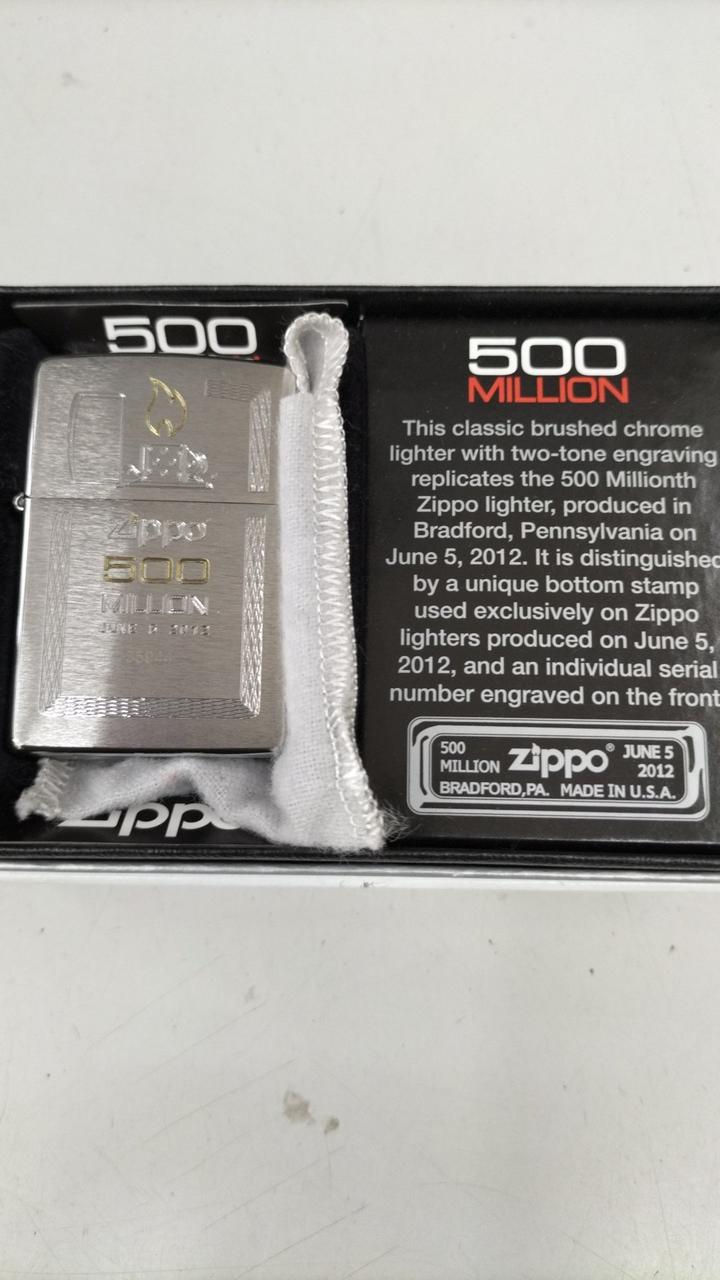 500
Zippo
500
MILLION
JUNE 5 2012
Zippo
500
MILLION
This classic brushed chrome
lighter with two-tone engraving
replicates the 500 Millionth
Zippo lighter, produced in
Bradford, Pennsylvania on
June 5, 2012. It is distinguished
by a unique bottom stamp
used exclusively on Zippo
lighters produced on June 5,
2012, and an individual serial
number engraved on the front
500 MILLION Zippo® JUNE 5 2012
BRADFORD,PA. MADE IN U.S.A.